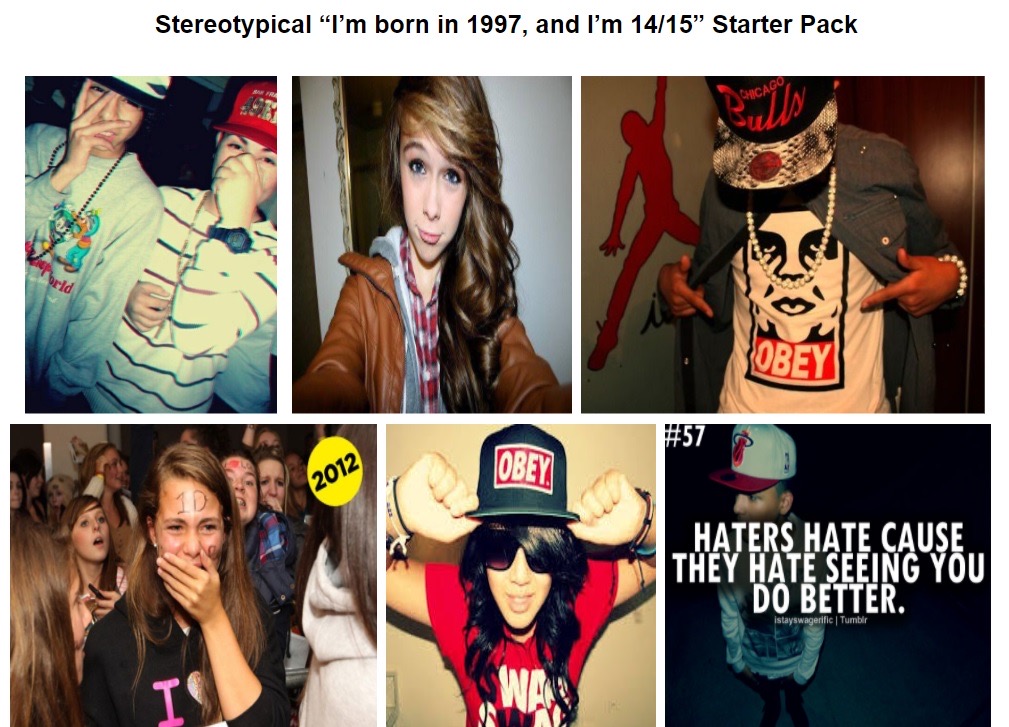 Stereotypical “I’m born in 1997, and I’m 14/15” Starter Pack
CHICAGO
Bulls
OBEY
1D
2012
I
OBEY.
#57
HATERS HATE CAUSE
THEY HATE SEEING YOU
DO BETTER.
istayswagerific | Tumblr